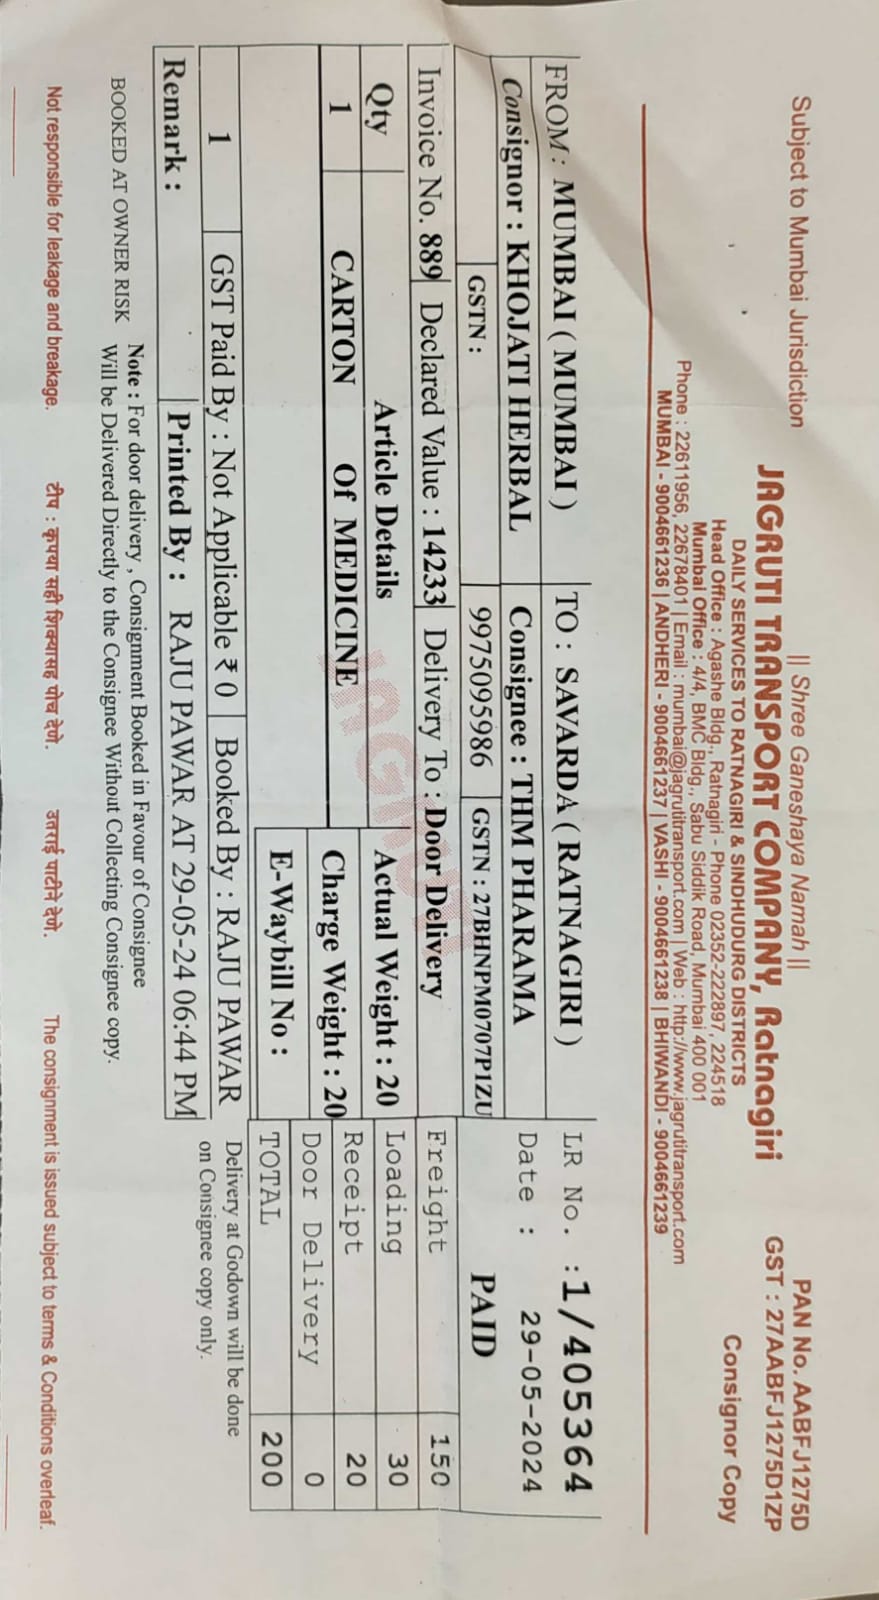 || Shree Ganeshaya Namah ||
Subject to Mumbai Jurisdiction
PAN No. AABFJ1275D
JAGRUTI TRANSPORT COMPANY, Ratnagiri
GST : 27AABFJ1275D1ZP
DAILY SERVICES TO RATNAGIRI & SINDHUDURG DISTRICTS
Head Office : Agashe Bldg., Ratnagiri - Phone 02352-222897, 224518
Consignor Copy
Mumbai Office : 4/4, BMC Bldg., Sabu Siddik Road, Mumbai 400 001
Phone : 22611956, 22678401 | Email : mumbai@jagrutitransport.com | Web : http://www.jagrutitransport.com
MUMBAI - 9004661236 | ANDHERI - 9004661237 | VASHI - 9004661238 | BHIWANDI - 9004661239
FROM : MUMBAI ( MUMBAI ) TO : SAVARDA ( RATNAGIRI ) LR No. : 1/405364
Consignor : KHOJATI HERBAL Consignee : THM PHARAMA Date : 29-05-2024
GSTN : 9975095986 GSTN : 27BHNPM0707P1ZU PAID
Invoice No. 889 Declared Value : 14233 Delivery To : Door Delivery Freight 150
Qty Article Details Actual Weight : 20 Loading 30
1 CARTON Of MEDICINE Charge Weight : 20 Receipt 20
E-Waybill No : Door Delivery 0
TOTAL 200
1 GST Paid By : Not Applicable ₹ 0 Booked By : RAJU PAWAR
Remark : Printed By : RAJU PAWAR AT 29-05-24 06:44 PM
Delivery at Godown will be done
on Consignee copy only.
BOOKED AT OWNER RISK
Note : For door delivery , Consignment Booked in Favour of Consignee
Will be Delivered Directly to the Consignee Without Collecting Consignee copy.
Not responsible for leakage and breakage. टीप : कृपया सही शिक्यासह पोच देणे. उतराई पार्टीने देणे. The consignment is issued subject to terms & Conditions overleaf.